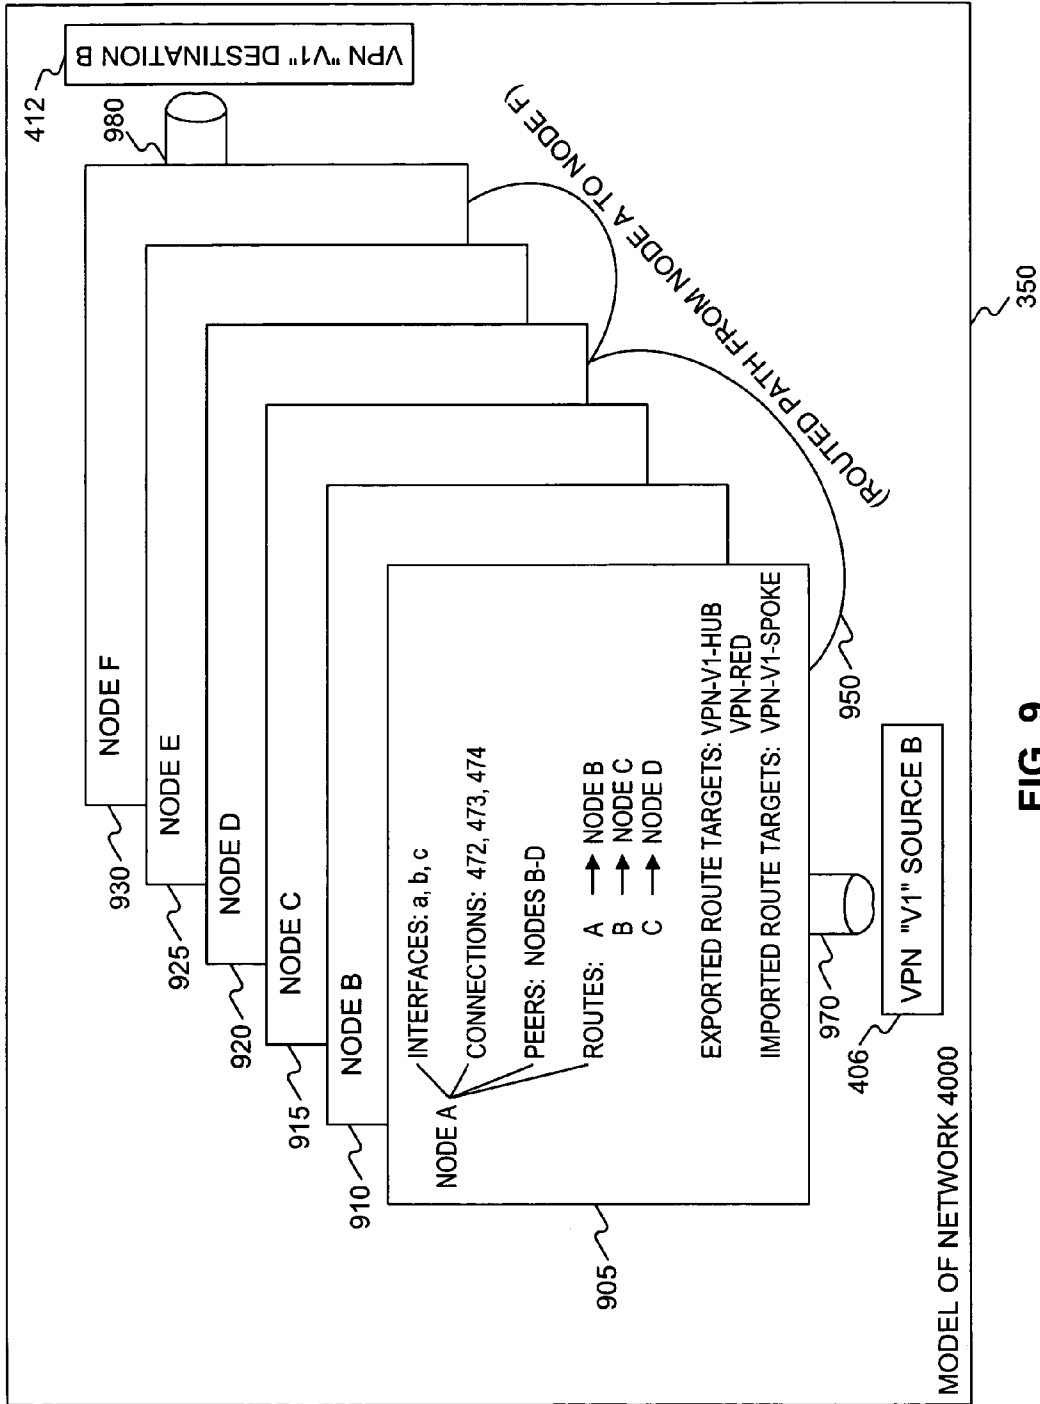 412
VPN "V1" DESTINATION B
980
930
NODE F
925
NODE E
920
NODE D
915
NODE C
910
NODE B
905
NODE A
INTERFACES: a, b, c
CONNECTIONS: 472, 473, 474
PEERS: NODES B-D
ROUTES: A → NODE B
B → NODE C
C → NODE D
EXPORTED ROUTE TARGETS: VPN-V1-HUB
VPN-RED
IMPORTED ROUTE TARGETS: VPN-V1-SPOKE
(ROUTED PATH FROM NODE A TO NODE F)
950
970
406
VPN "V1" SOURCE B
MODEL OF NETWORK 4000
350
FIG. 9